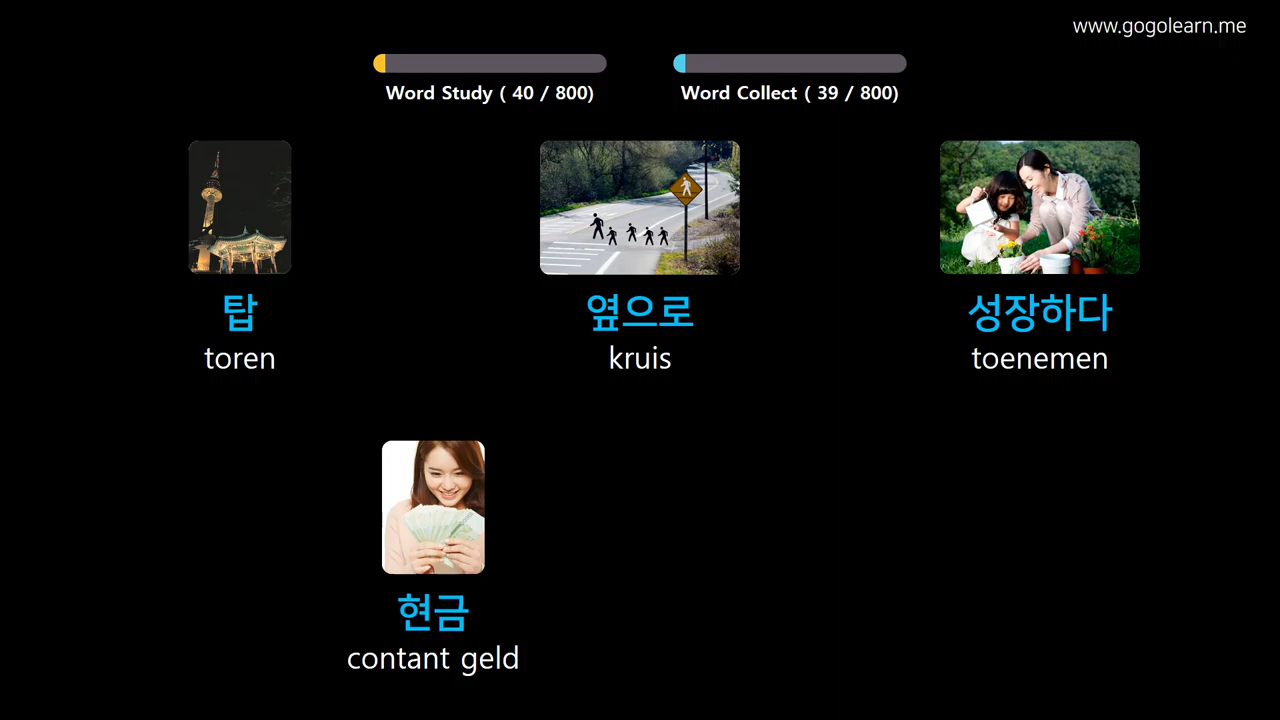 www.gogolearn.me
Word Study ( 40 / 800)
Word Collect ( 39 / 800)
탑
toren
옆으로
kruis
성장하다
toenemen
현금
contant geld